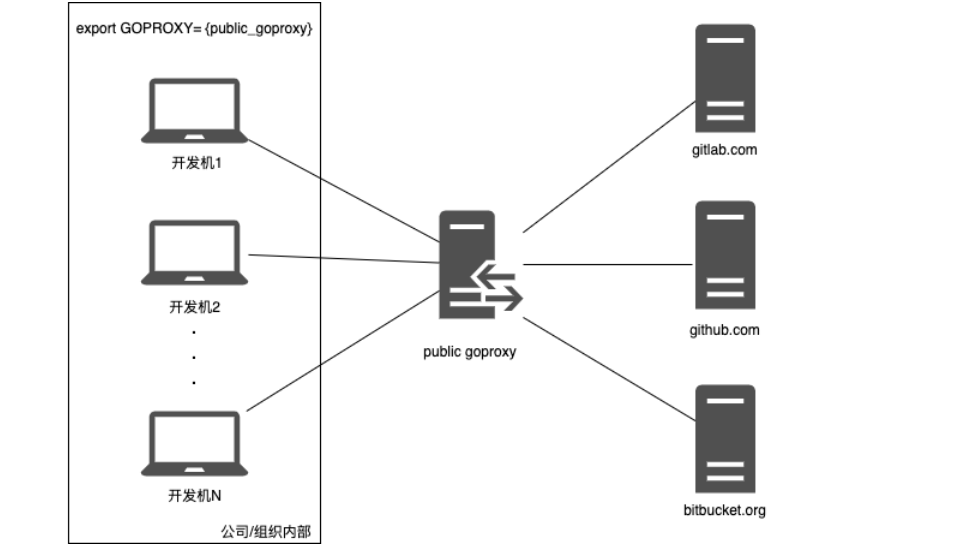 export GOPROXY= {public_goproxy}
开发机1
开发机2
.
.
.
开发机N
公司/组织内部
public goproxy
gitlab.com
github.com
bitbucket.org